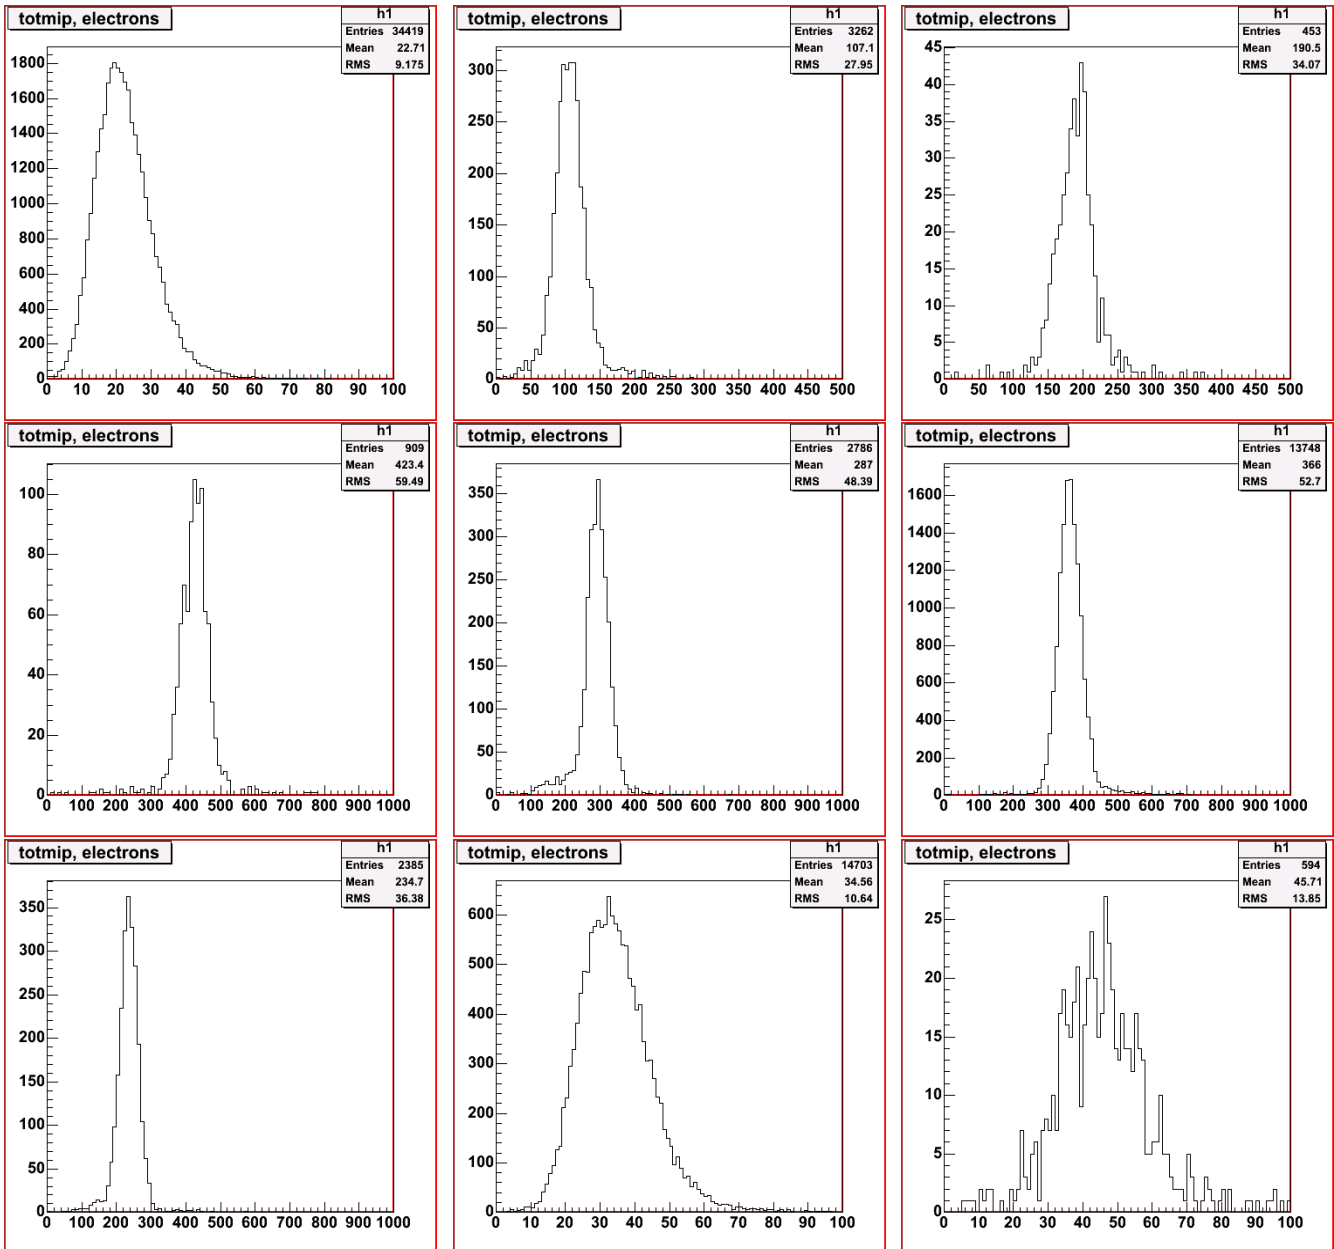 totmip, electrons
h1
Entries 34419
Mean 22.71
RMS 9.175
1800
1600
1400
1200
1000
800
600
400
200
0
0 10 20 30 40 50 60 70 80 90 100
totmip, electrons
h1
Entries 3262
Mean 107.1
RMS 27.95
300
250
200
150
100
50
0
0 50 100 150 200 250 300 350 400 450 500
totmip, electrons
h1
Entries 453
Mean 190.5
RMS 34.07
45
40
35
30
25
20
15
10
5
0
0 50 100 150 200 250 300 350 400 450 500
totmip, electrons
h1
Entries 909
Mean 423.4
RMS 59.49
100
80
60
40
20
0
0 100 200 300 400 500 600 700 800 900 1000
totmip, electrons
h1
Entries 2786
Mean 287
RMS 48.39
350
300
250
200
150
100
50
0
0 100 200 300 400 500 600 700 800 900 1000
totmip, electrons
h1
Entries 13748
Mean 366
RMS 52.7
1600
1400
1200
1000
800
600
400
200
0
0 100 200 300 400 500 600 700 800 900 1000
totmip, electrons
h1
Entries 2385
Mean 234.7
RMS 36.38
350
300
250
200
150
100
50
0
0 100 200 300 400 500 600 700 800 900 1000
totmip, electrons
h1
Entries 14703
Mean 34.56
RMS 10.64
600
500
400
300
200
100
0
0 10 20 30 40 50 60 70 80 90 100
totmip, electrons
h1
Entries 594
Mean 45.71
RMS 13.85
25
20
15
10
5
0
0 10 20 30 40 50 60 70 80 90 100